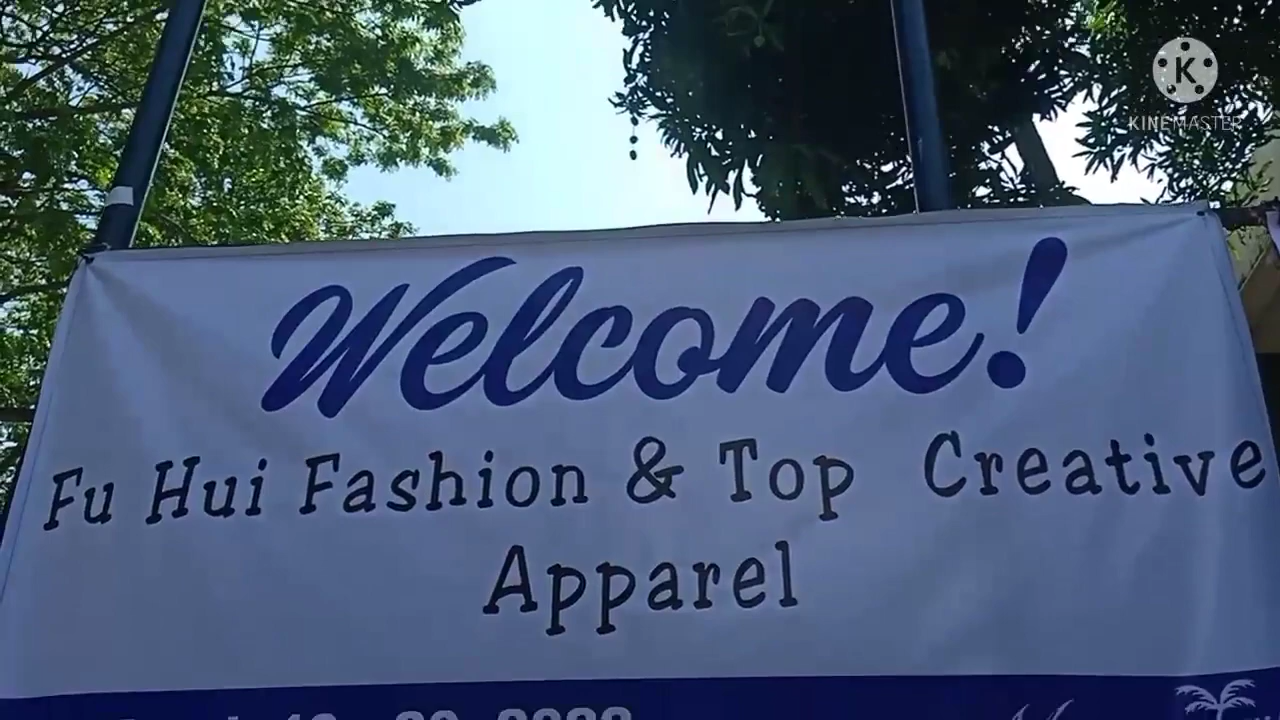 K
KINEMASTER
Welcome!
Fu Hui Fashion & Top Creative
Apparel